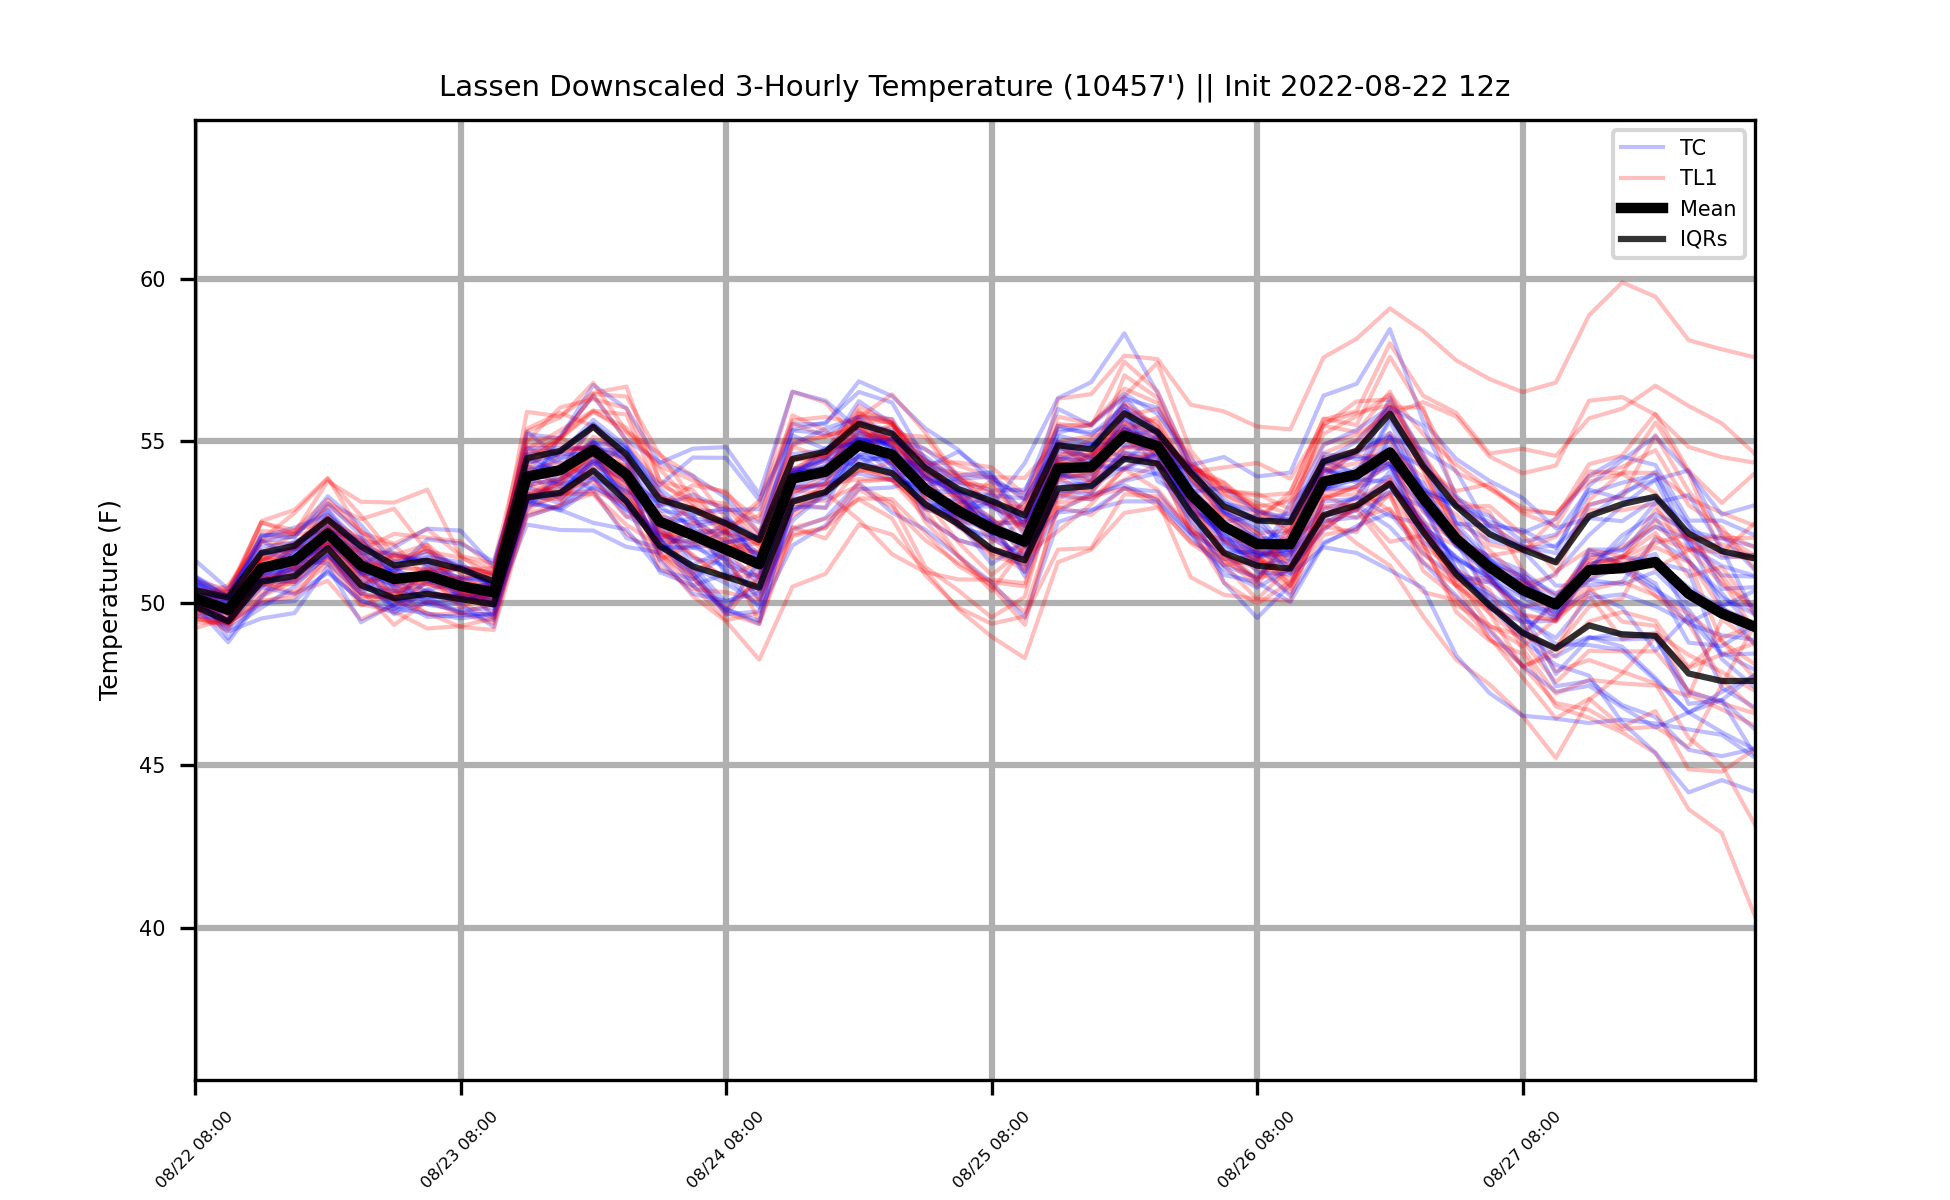 Lassen Downscaled 3-Hourly Temperature (10457') || Init 2022-08-22 12z
TC
TL1
Mean
IQRs
Temperature (F)
60
55
50
45
40
08/22 08:00
08/23 08:00
08/24 08:00
08/25 08:00
08/26 08:00
08/27 08:00